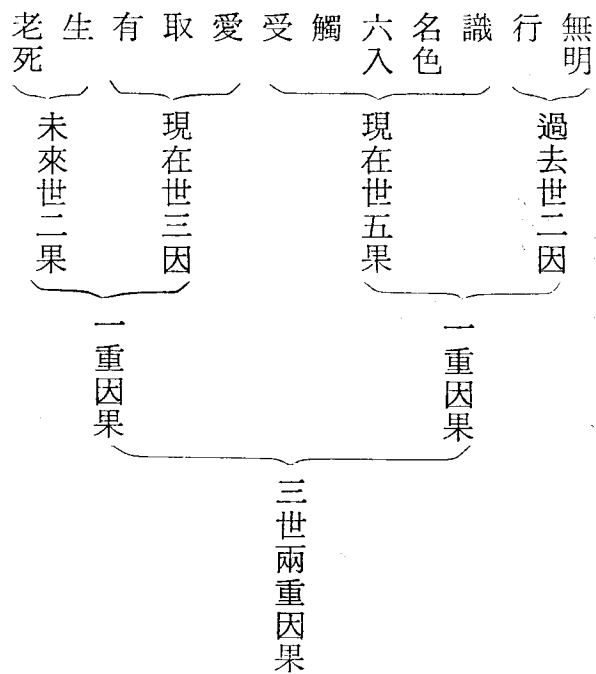 無明
行
識
名色
六入
觸
受
愛
取
有
生
老死
過去世二因
現在世五果
現在世三因
未來世二果
一重因果
一重因果
三世兩重因果